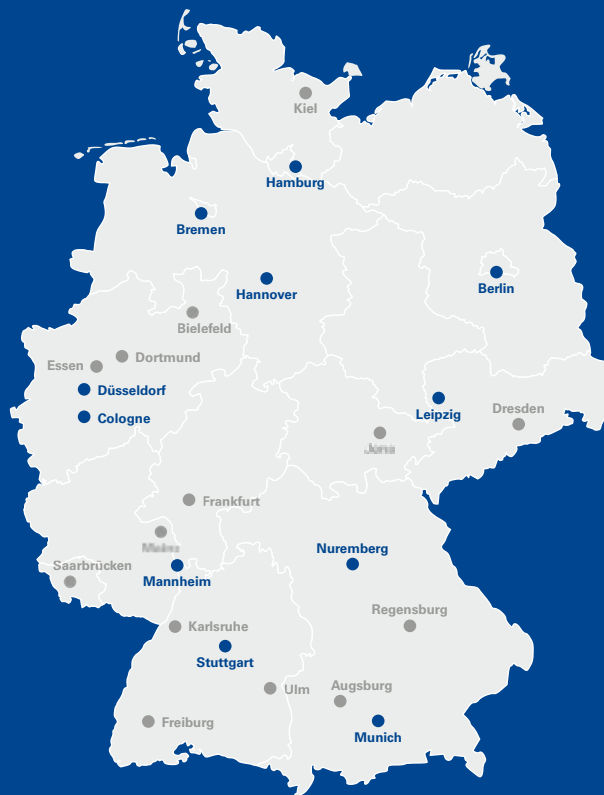 Kiel
Hamburg
Bremen
Hannover
Berlin
Bielefeld
Dortmund
Essen
Düsseldorf
Cologne
Leipzig
Dresden
Frankfurt
Nuremberg
Saarbrücken
Mannheim
Regensburg
Karlsruhe
Stuttgart
Ulm
Augsburg
Freiburg
Munich